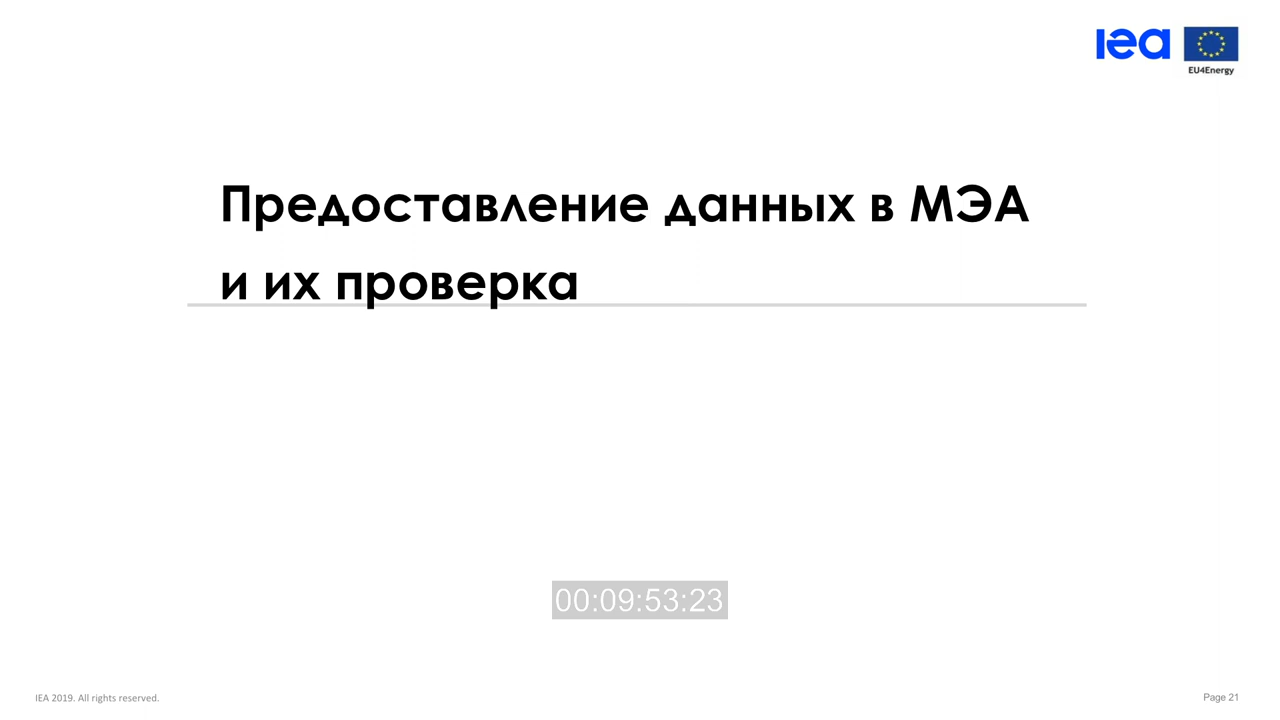 iea
EU4Energy
Предоставление данных в МЭА
и их проверка
00:09:53:23
IEA 2019. All rights reserved.
Page 21